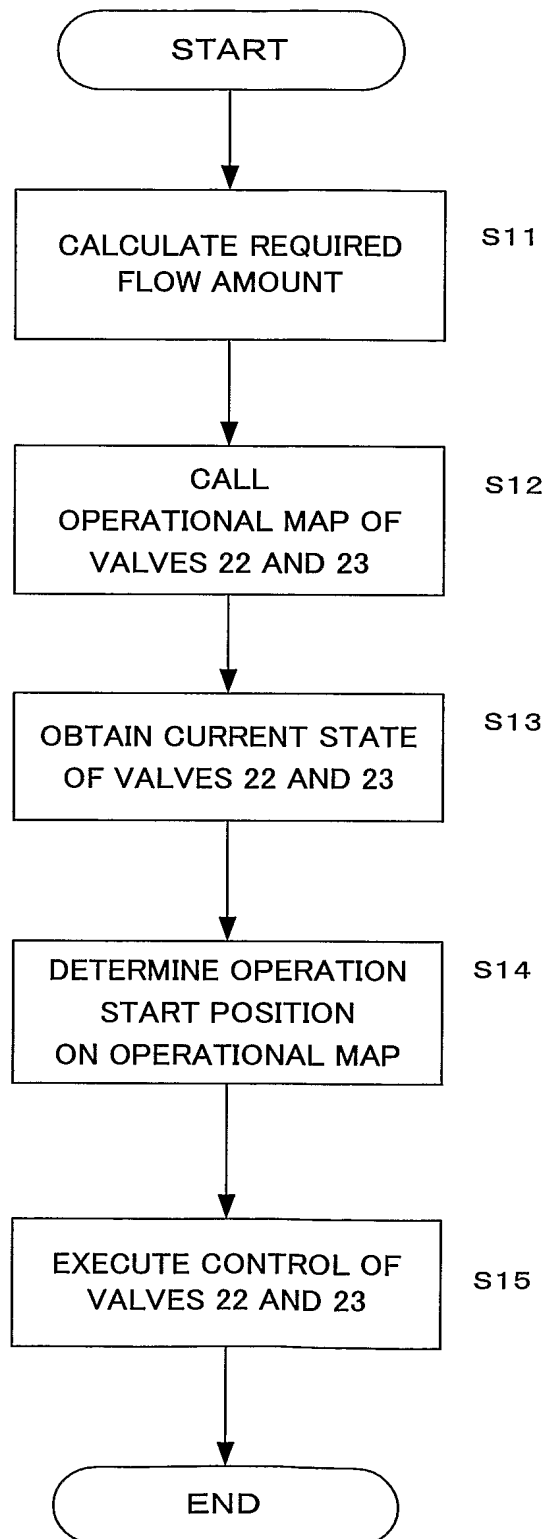 START
CALCULATE REQUIRED
FLOW AMOUNT
S11
CALL
OPERATIONAL MAP OF
VALVES 22 AND 23
S12
OBTAIN CURRENT STATE
OF VALVES 22 AND 23
S13
DETERMINE OPERATION
START POSITION
ON OPERATIONAL MAP
S14
EXECUTE CONTROL OF
VALVES 22 AND 23
S15
END